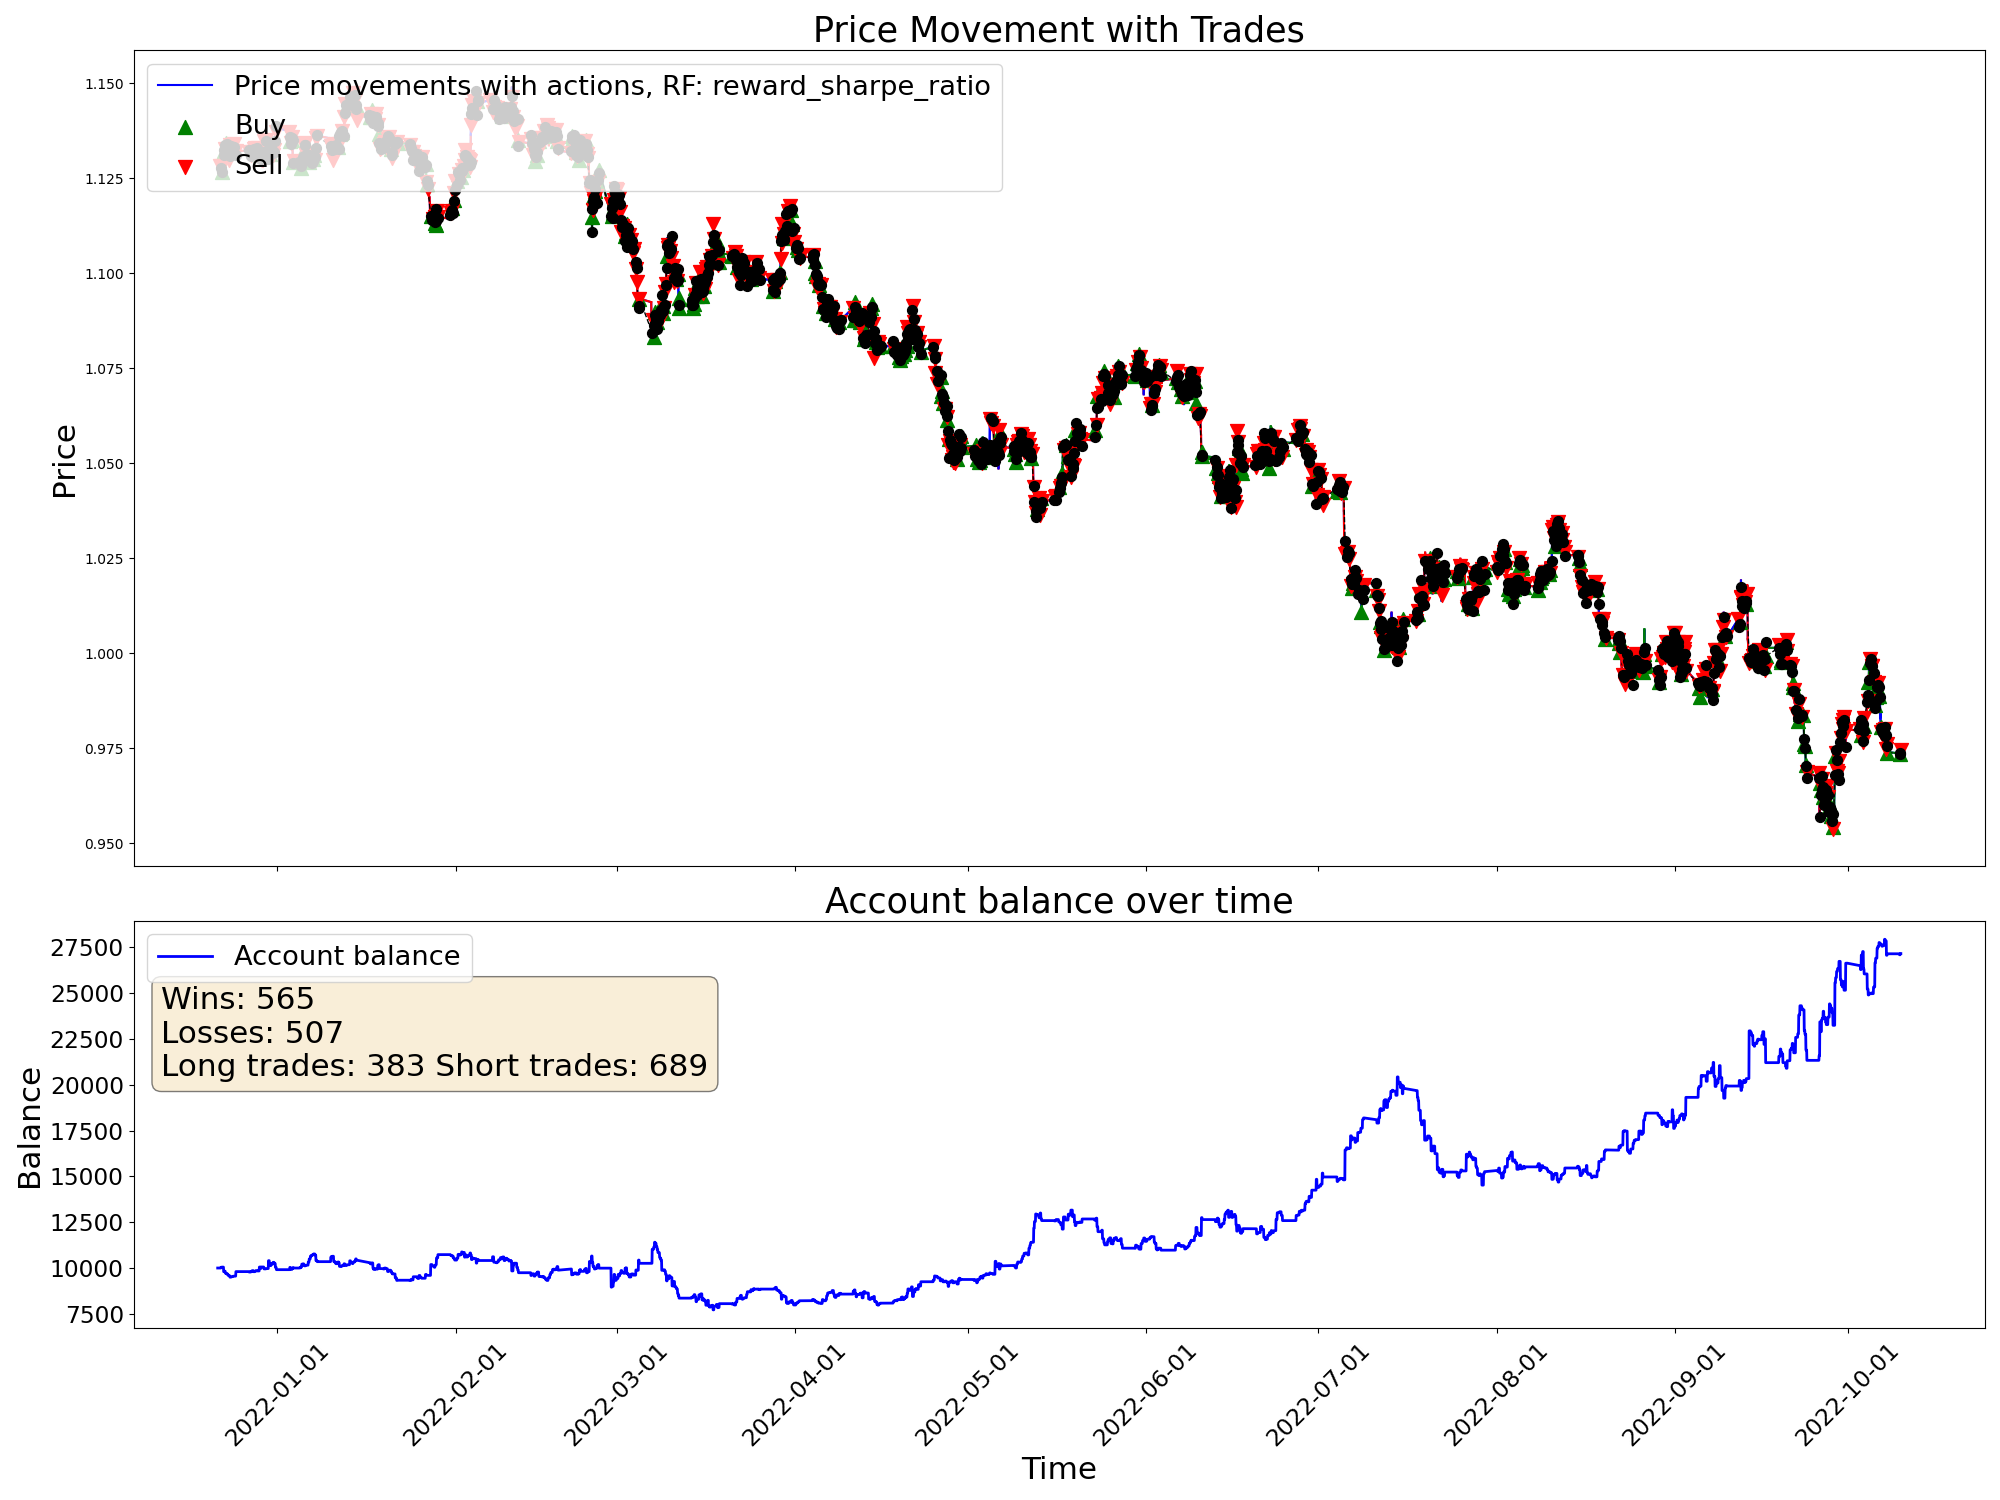 Price Movement with Trades
Price movements with actions, RF: reward_sharpe_ratio
Buy
Sell
Price
1.150
1.125
1.100
1.075
1.050
1.025
1.000
0.975
0.950
Account balance over time
Account balance
Wins: 565
Losses: 507
Long trades: 383 Short trades: 689
Balance
27500
25000
22500
20000
17500
15000
12500
10000
7500
2022-01-01
2022-02-01
2022-03-01
2022-04-01
2022-05-01
2022-06-01
2022-07-01
2022-08-01
2022-09-01
2022-10-01
Time